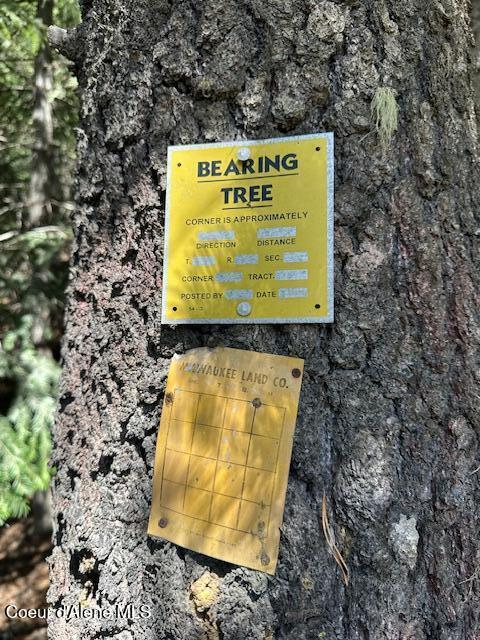 BEARING
TREE
CORNER IS APPROXIMATELY
DIRECTION DISTANCE
T. R. SEC.
CORNER TRACT.
POSTED BY DATE
MILWAUKEE LAND CO.
Coeur d'Alene MLS